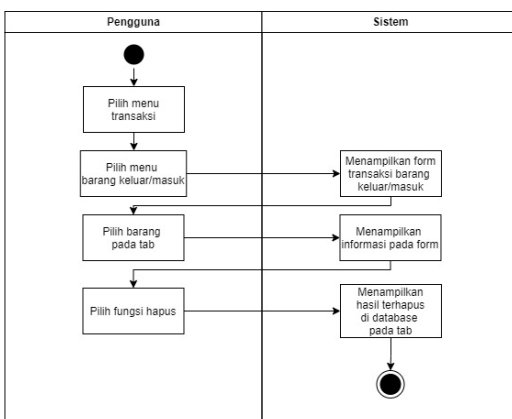 Pengguna
Sistem
Pilih menu
transaksi
Pilih menu
barang keluar/masuk
Menampilkan form
transaksi barang
keluar/masuk
Pilih barang
pada tab
Menampilkan
informasi pada form
Pilih fungsi hapus
Menampilkan
hasil terhapus
di database
pada tab